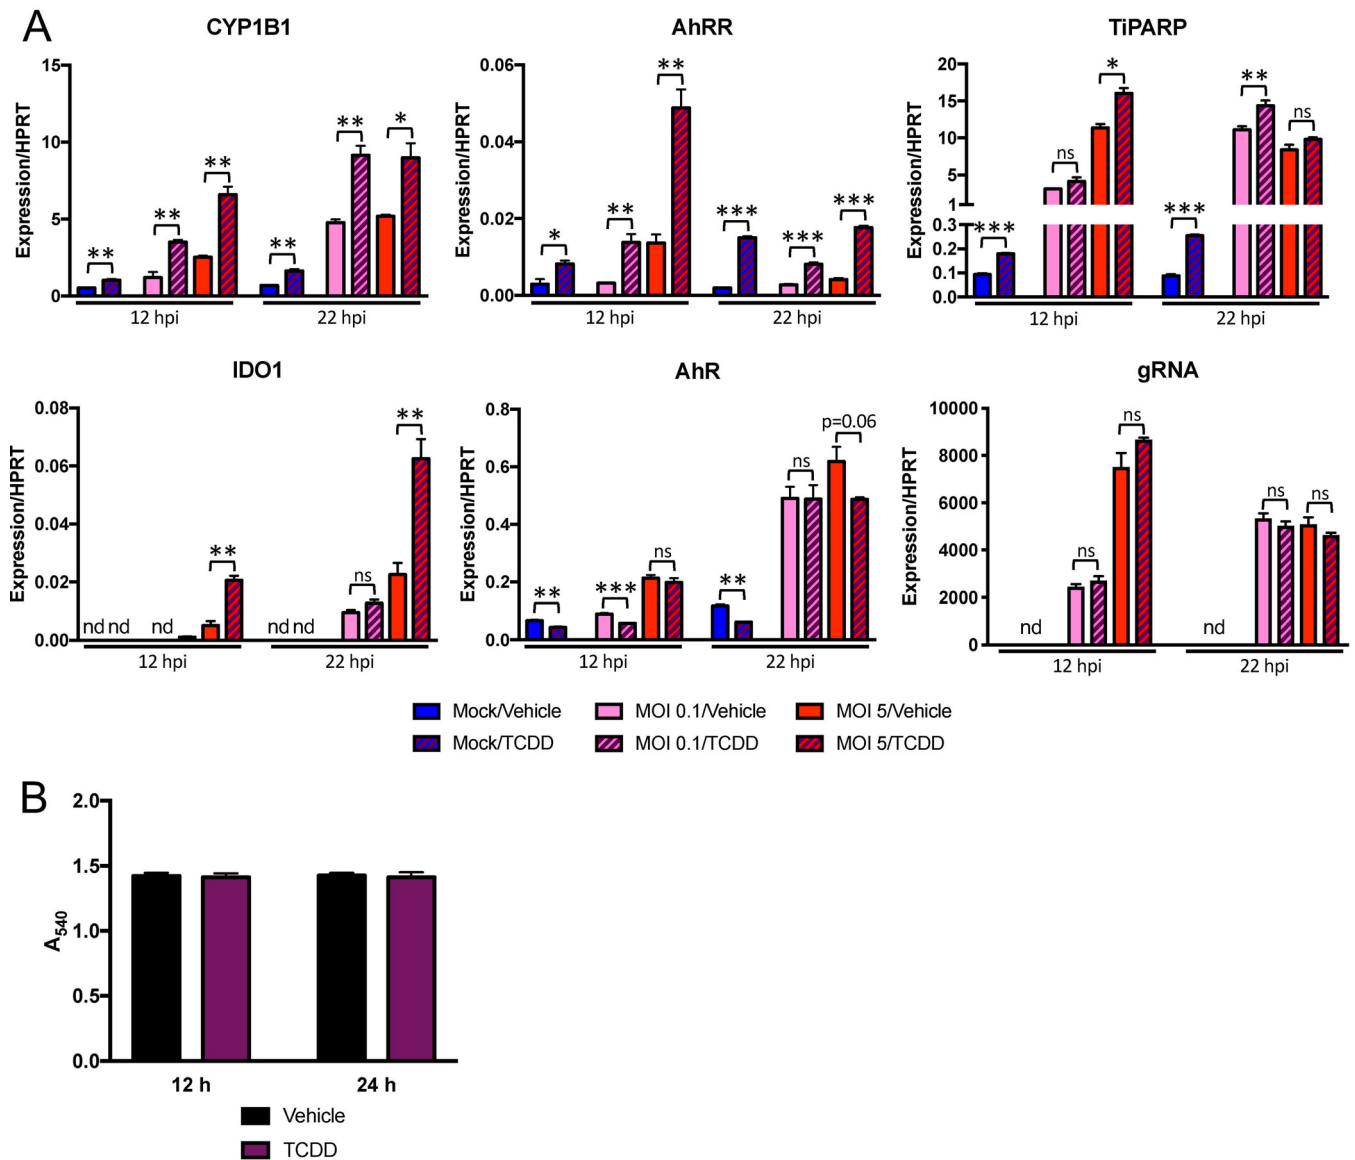 A
CYP1B1
Expression/HPRT
15
10
5
0
** ** ** ** ** *
12 hpi 22 hpi
AhRR
Expression/HPRT
0.06
0.04
0.02
0.00
* ** ** *** *** ***
12 hpi 22 hpi
TiPARP
Expression/HPRT
20
15
10
5
1
0.3
0.2
0.1
0.0
*** ns * *** ** ns
12 hpi 22 hpi
IDO1
Expression/HPRT
0.08
0.06
0.04
0.02
0.00
nd nd nd ** nd nd ns **
12 hpi 22 hpi
AhR
Expression/HPRT
0.8
0.6
0.4
0.2
0.0
** *** ns ** ns p=0.06
12 hpi 22 hpi
gRNA
Expression/HPRT
10000
8000
6000
4000
2000
0
nd ns ns nd ns ns
12 hpi 22 hpi
Mock/Vehicle MOI 0.1/Vehicle MOI 5/Vehicle
Mock/TCDD MOI 0.1/TCDD MOI 5/TCDD
B
A540
2.0
1.5
1.0
0.5
0.0
12 h 24 h
Vehicle
TCDD